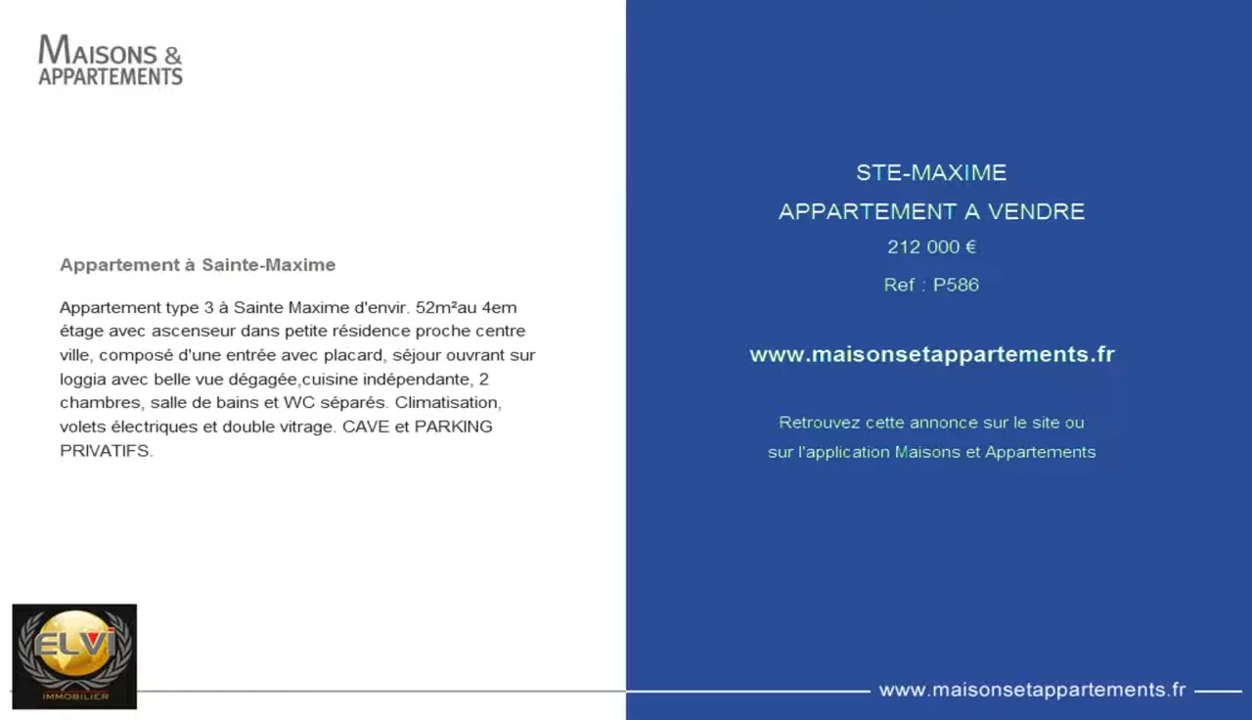 MAISONS &
APPARTEMENTS
Appartement à Sainte-Maxime
Appartement type 3 à Sainte Maxime d'envir. 52m²au 4em
étage avec ascenseur dans petite résidence proche centre
ville, composé d'une entrée avec placard, séjour ouvrant sur
loggia avec belle vue dégagée,cuisine indépendante, 2
chambres, salle de bains et WC séparés. Climatisation,
volets électriques et double vitrage. CAVE et PARKING
PRIVATIFS.
ELVI
IMMOBILIER
STE-MAXIME
APPARTEMENT A VENDRE
212 000 €
Ref : P586
www.maisonsetappartements.fr
Retrouvez cette annonce sur le site ou
sur l'application Maisons et Appartements
www.maisonsetappartements.fr